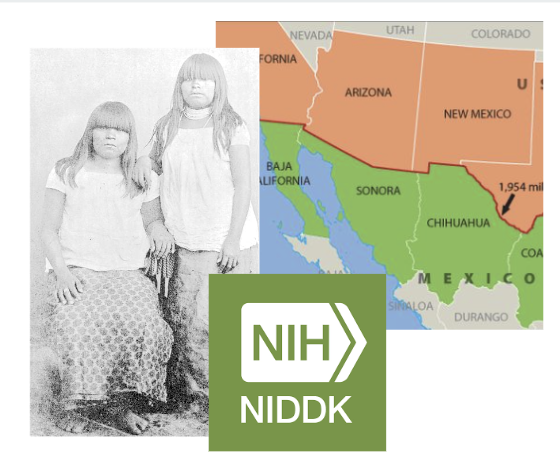 NEVADA
UTAH
COLORADO
FORNIA
ARIZONA
NEW MEXICO
U S
1,954 mil
BAJA
ALIFORNIA
SONORA
CHIHUAHUA
COA
MEXICO
SINALOA
DURANGO
NIH
NIDDK